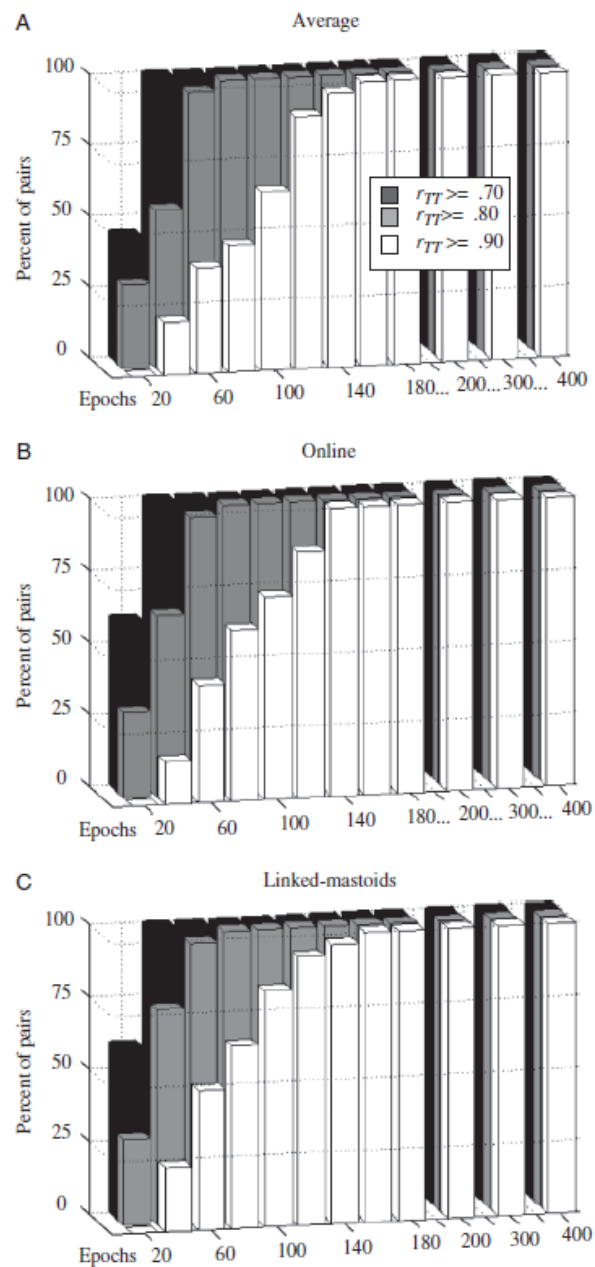 A
Average
100
75
50
25
0
Percent of pairs
r_TT >= .70
r_TT >= .80
r_TT >= .90
Epochs 20 60 100 140 180... 200... 300... 400
B
Online
100
75
50
25
0
Percent of pairs
Epochs 20 60 100 140 180... 200... 300... 400
C
Linked-mastoids
100
75
50
25
0
Percent of pairs
Epochs 20 60 100 140 180 200 300 400